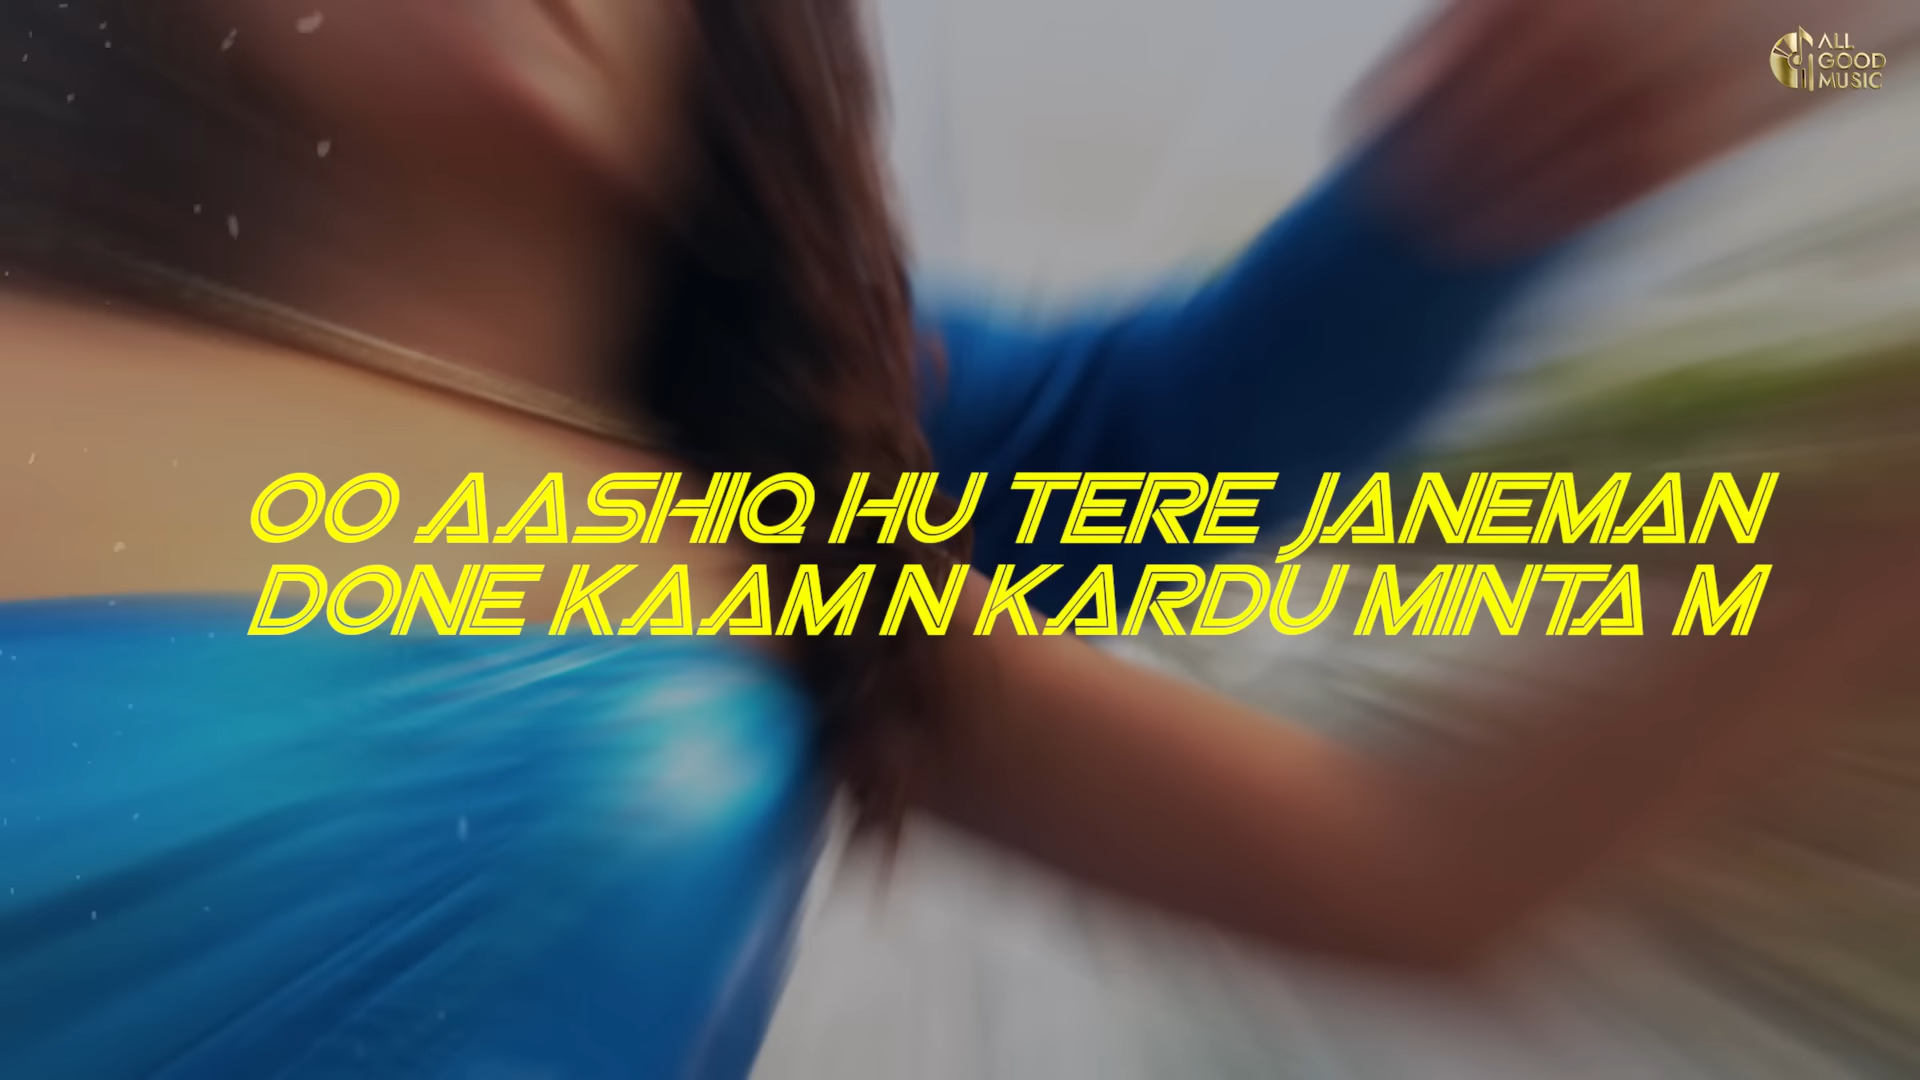 ALL
GOOD
MUSIC
OO AASHIQ HU TERE JANEMAN
DONE KAAM N KARDU MINTA M